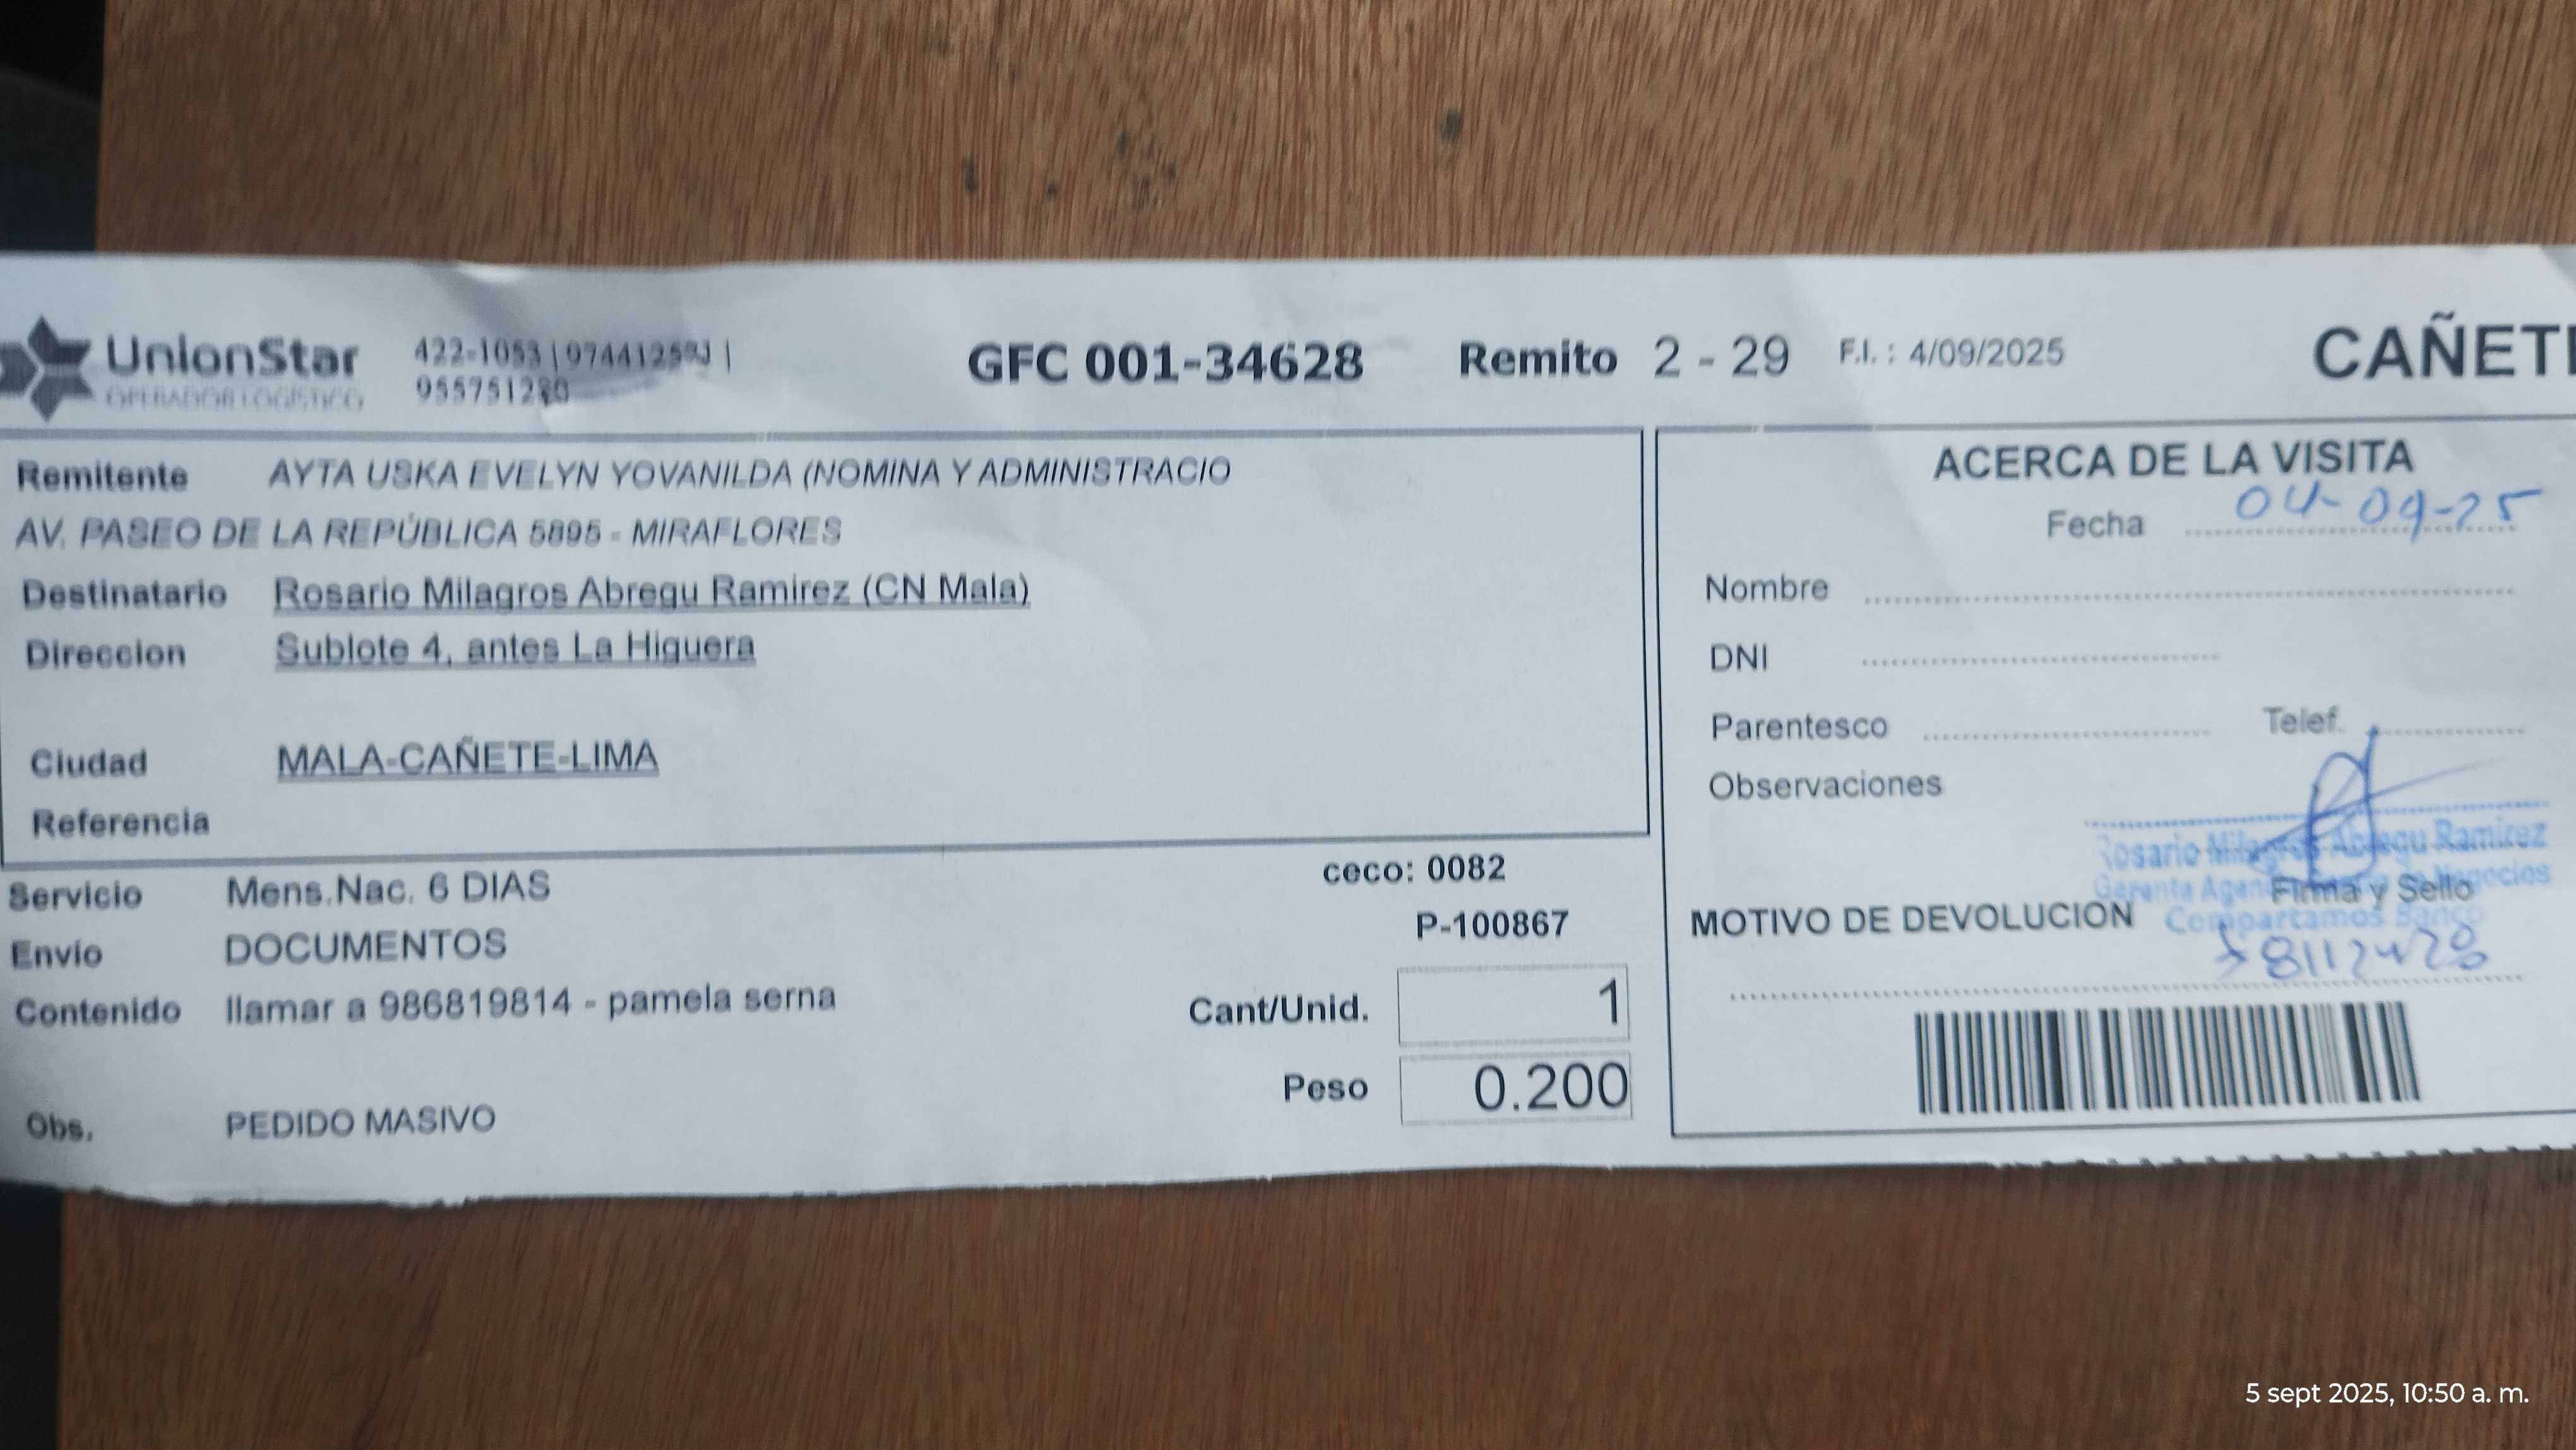 UnionStar
OPERADOR LOGÍSTICO
422-1053 |
GFC 001-34628
Remito 2 - 29
F.I. : 4/09/2025
CAÑETE
Remitente AYTA USKA EVELYN YOVANILDA (NOMINA Y ADMINISTRACIO
AV. PASEO DE LA REPÚBLICA 5895 - MIRAFLORES
Destinatario Rosario Milagros Abregu Ramirez (CN Mala)
Direccion Sublote 4, antes La Higuera
Ciudad MALA-CAÑETE-LIMA
Referencia
Servicio Mens.Nac. 6 DIAS
Envío DOCUMENTOS
Contenido llamar a 986819814 - pamela serna
Obs. PEDIDO MASIVO
ceco: 0082
P-100867
Cant/Unid. 1
Peso 0.200
ACERCA DE LA VISITA
Fecha 04-09-25
Nombre
DNI
Parentesco Telef.
Observaciones
Rosario Milagros Abregu Ramirez
Gerente Negocios
Firma y Sello
Compartamos Banco
MOTIVO DE DEVOLUCION
5 sept 2025, 10:50 a. m.